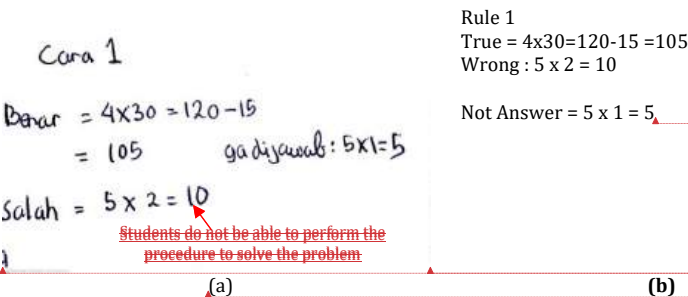 Cara 1
Benar = 4x30 = 120-15
= 105 ga dijawab : 5x1=5
Salah = 5 x 2 = 10
Students do not be able to perform the
procedure to solve the problem
(a)
Rule 1
True = 4x30=120-15 =105
Wrong : 5 x 2 = 10
Not Answer = 5 x 1 = 5
(b)